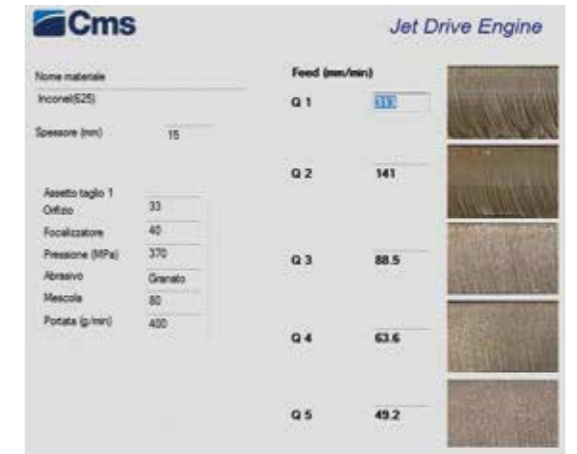 Cms
Jet Drive Engine
Nome materiale
Inconel(625)
Spessore (mm) 15
Assetto taglio 1
Orifizio 33
Focalizzatore 40
Pressione (MPa) 370
Abrasivo Granato
Mescola 80
Portata (g/min) 400
Feed (mm/min)
Q 1 313
Q 2 141
Q 3 88.5
Q 4 63.6
Q 5 49.2